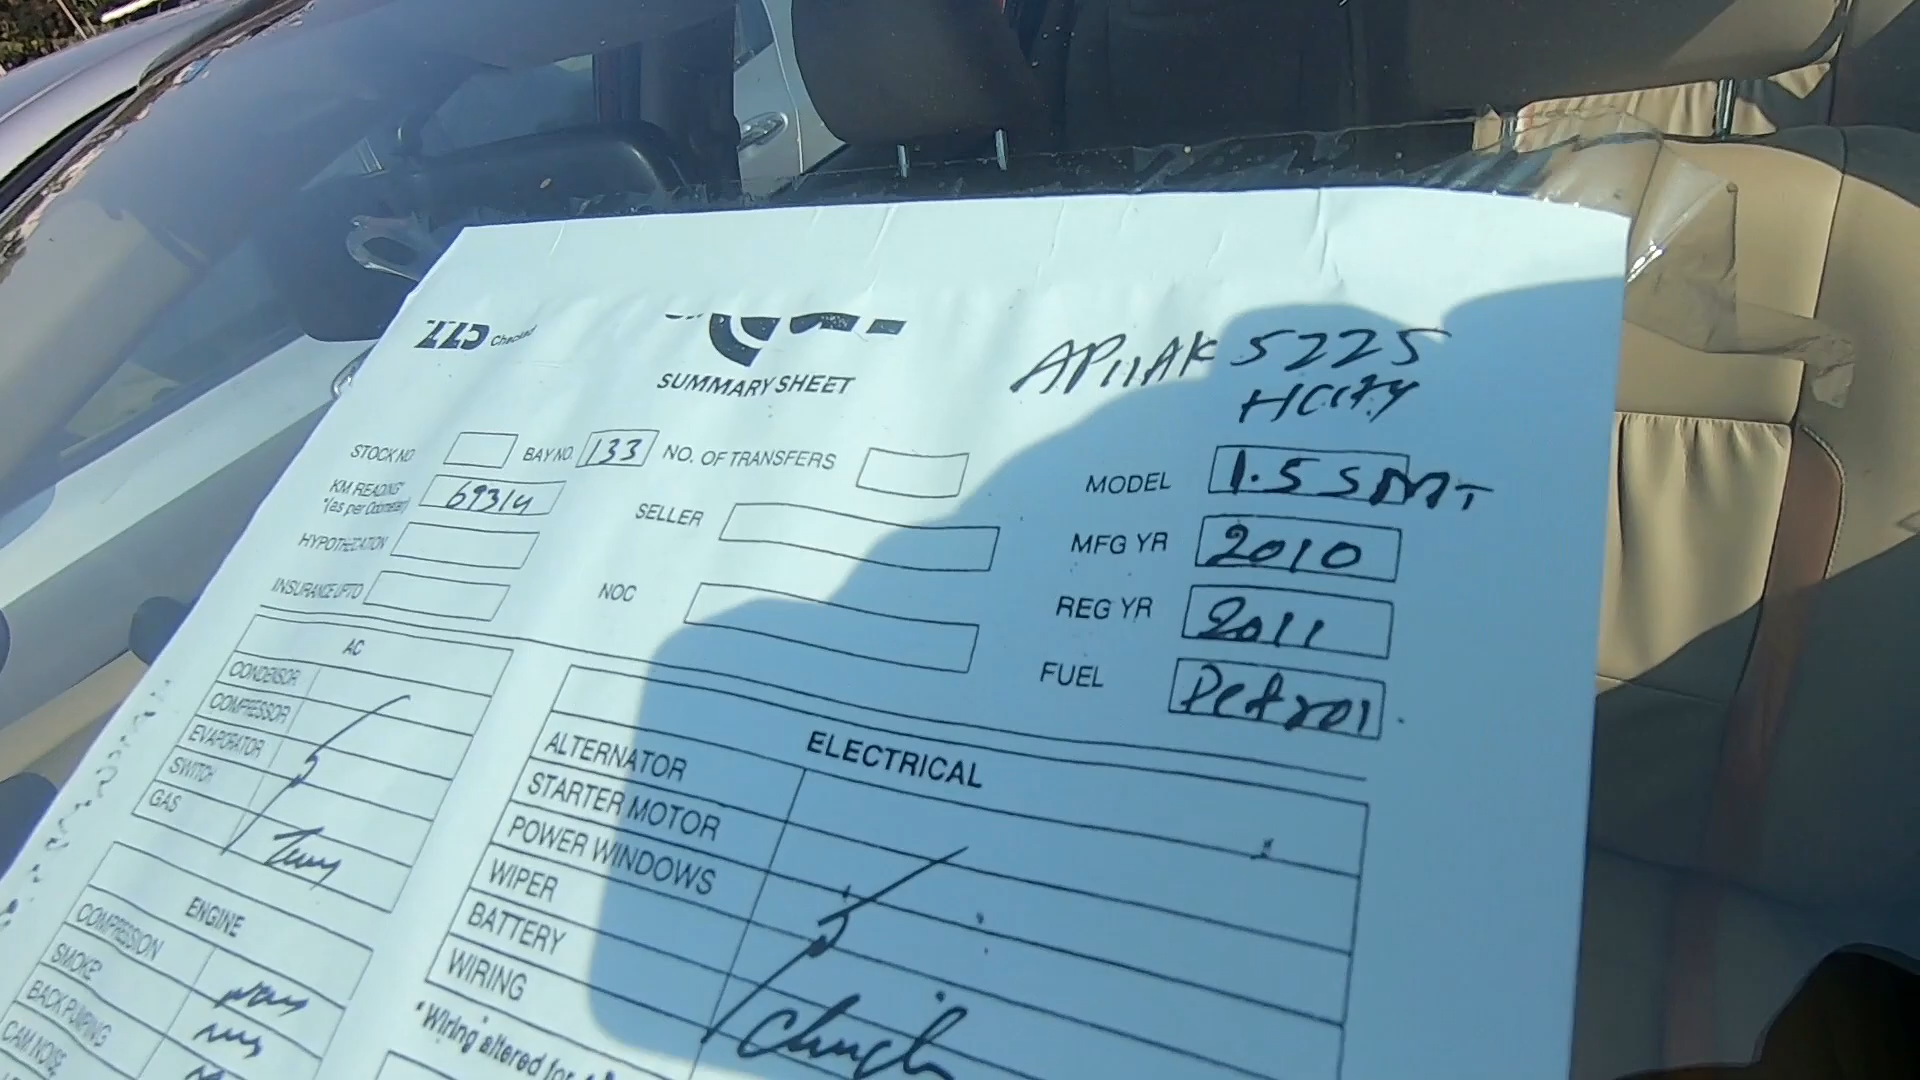 Checked
SUMMARY SHEET
AP11AK 5225
HCity
STOCK NO.
BAY NO. 133
NO. OF TRANSFERS
MODEL 1.5 S MT
KM READING* 69314
*(as per Odometer)
SELLER
MFG YR 2010
HYPOTHECATION
NOC
REG YR 2011
INSURANCE UPTO
FUEL Petrol
AC
CONDENSOR
COMPRESSOR
EVAPORATOR
SWITCH
GAS
ELECTRICAL
ALTERNATOR
STARTER MOTOR
POWER WINDOWS
WIPER
BATTERY
WIRING
*Wiring altered for
ENGINE
COMPRESSION
SMOKE
BACK PUMPING
CAM NOISE